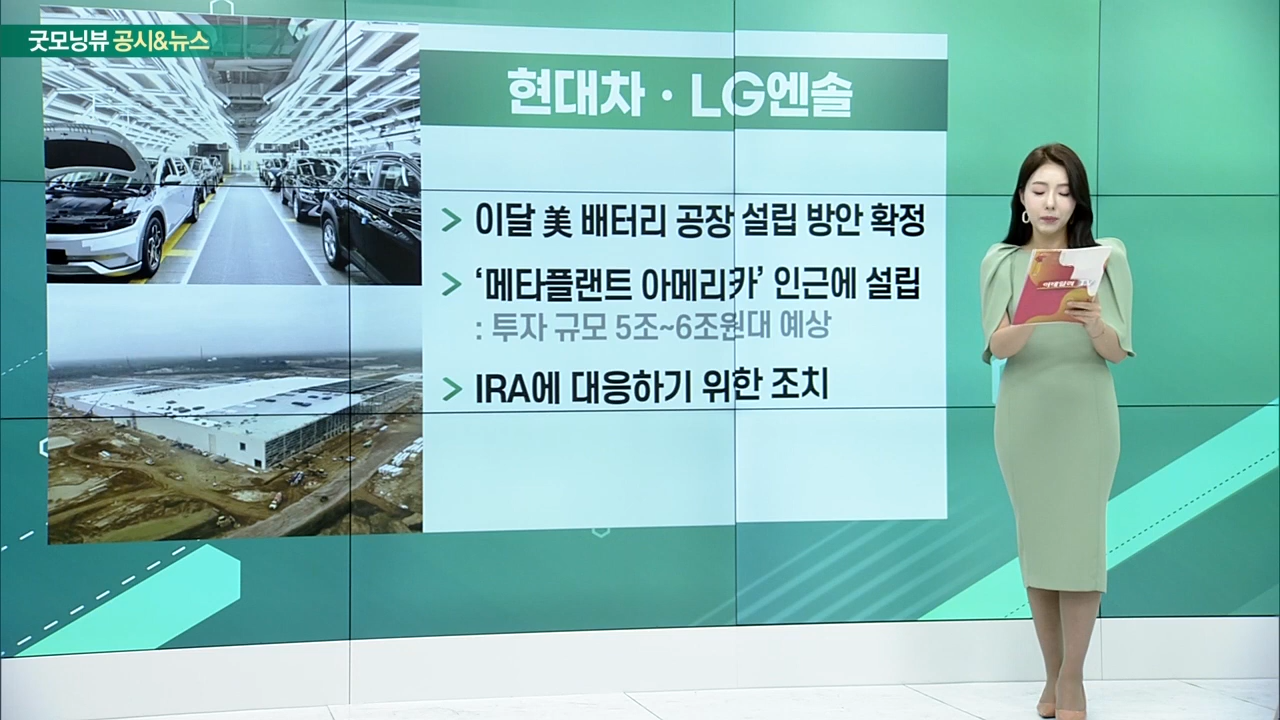 굿모닝뷰 공시&뉴스
현대차·LG엔솔
> 이달 美 배터리 공장 설립 방안 확정
> ‘메타플랜트 아메리카’ 인근에 설립
: 투자 규모 5조~6조원대 예상
> IRA에 대응하기 위한 조치